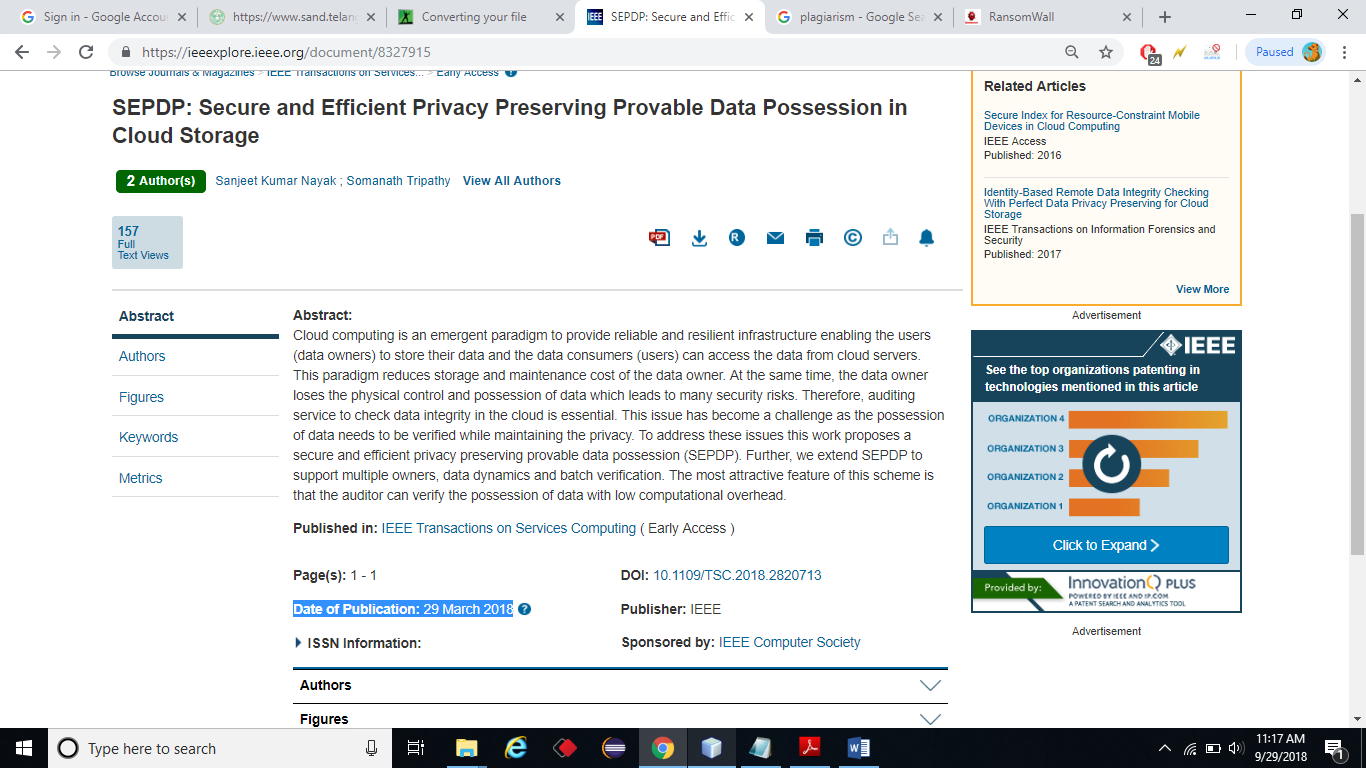 Sign in - Google Accou
https://www.sand.telan
Converting your file
IEEE SEPDP: Secure and Effic
plagiarism - Google Sea
RansomWall
https://ieeexplore.ieee.org/document/8327915
24
Paused
Browse Journals & Magazines > IEEE Transactions on Services... > Early Access ?
SEPDP: Secure and Efficient Privacy Preserving Provable Data Possession in
Cloud Storage
2 Author(s) Sanjeet Kumar Nayak ; Somanath Tripathy View All Authors
157
Full
Text Views
PDF
R
©
Abstract
Authors
Figures
Keywords
Metrics
Abstract:
Cloud computing is an emergent paradigm to provide reliable and resilient infrastructure enabling the users
(data owners) to store their data and the data consumers (users) can access the data from cloud servers.
This paradigm reduces storage and maintenance cost of the data owner. At the same time, the data owner
loses the physical control and possession of data which leads to many security risks. Therefore, auditing
service to check data integrity in the cloud is essential. This issue has become a challenge as the possession
of data needs to be verified while maintaining the privacy. To address these issues this work proposes a
secure and efficient privacy preserving provable data possession (SEPDP). Further, we extend SEPDP to
support multiple owners, data dynamics and batch verification. The most attractive feature of this scheme is
that the auditor can verify the possession of data with low computational overhead.
Published in: IEEE Transactions on Services Computing ( Early Access )
Page(s): 1 - 1
DOI: 10.1109/TSC.2018.2820713
Date of Publication: 29 March 2018 ?
Publisher: IEEE
ISSN Information:
Sponsored by: IEEE Computer Society
Authors
Figures
Related Articles
Secure Index for Resource-Constraint Mobile
Devices in Cloud Computing
IEEE Access
Published: 2016
Identity-Based Remote Data Integrity Checking
With Perfect Data Privacy Preserving for Cloud
Storage
IEEE Transactions on Information Forensics and
Security
Published: 2017
View More
Advertisement
IEEE
See the top organizations patenting in
technologies mentioned in this article
ORGANIZATION 4
ORGANIZATION 3
ORGANIZATION 2
ORGANIZATION 1
Click to Expand
Provided by: InnovationQ PLUS
POWERED BY IEEE AND IP.COM
A PATENT SEARCH AND ANALYTICS TOOL
Advertisement
Type here to search
11:17 AM
9/29/2018
1